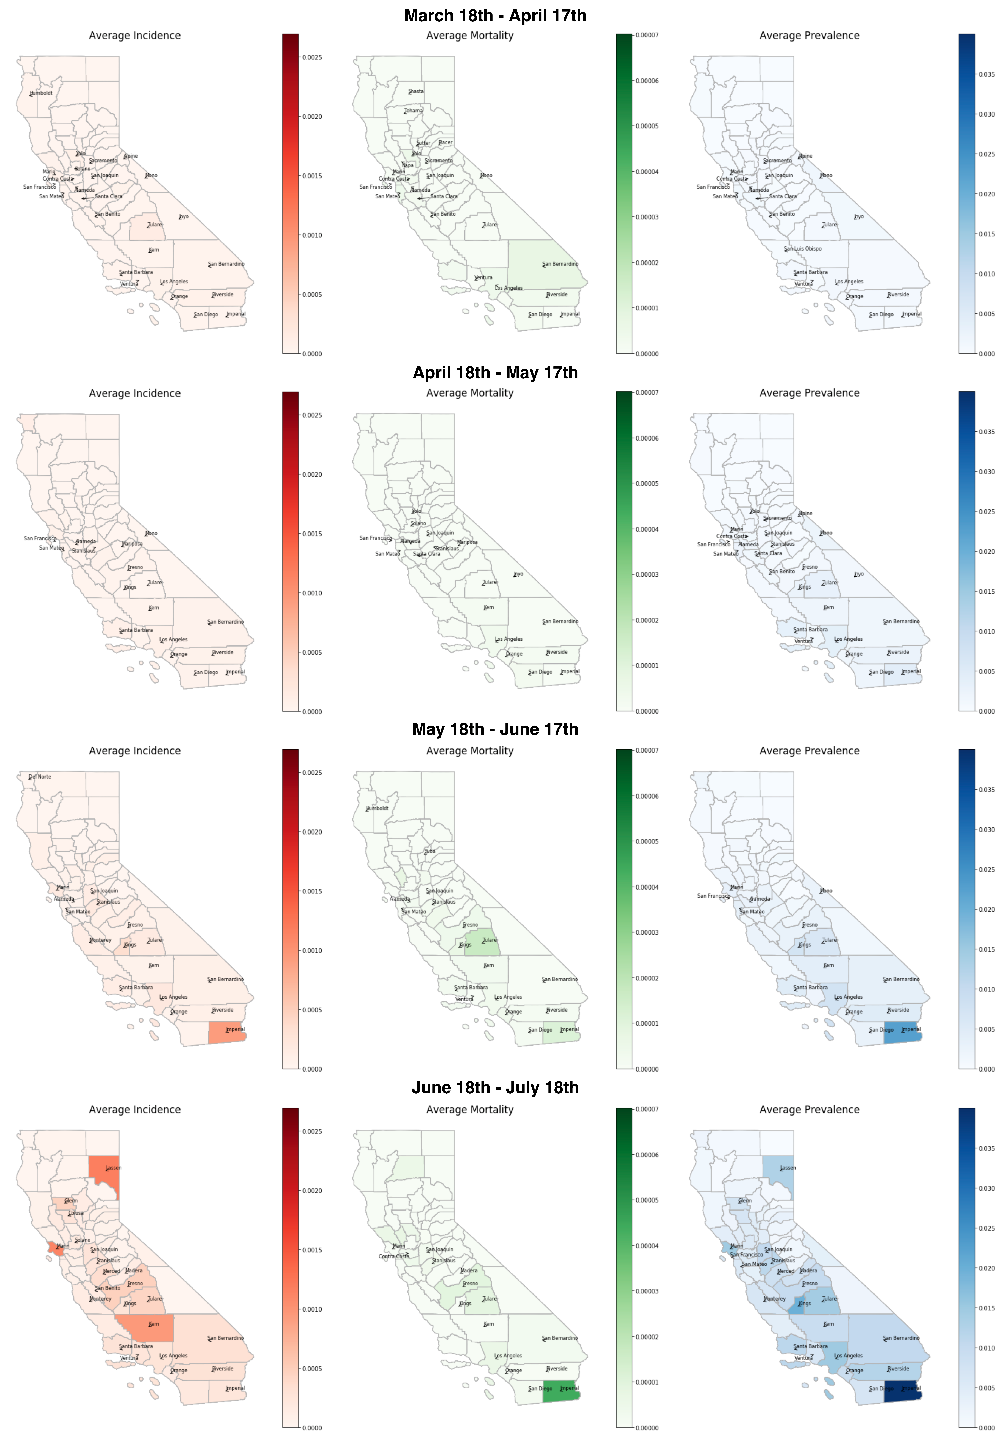 March 18th - April 17th
Average Incidence
Average Mortality
Average Prevalence
Humboldt
Yolo
Solano
Sacramento
Alpine
Marin
Contra Costa
San Joaquin
Mono
San Francisco
Alameda
San Mateo
Santa Clara
San Benito
Inyo
Tulare
Kern
San Bernardino
Santa Barbara
Ventura
Los Angeles
Orange
Riverside
San Diego
Imperial
0.0025
0.0020
0.0015
0.0010
0.0005
0.0000
Shasta
Tehama
Sutter
Placer
Yolo
Napa
Sacramento
Marin
Contra Costa
San Joaquin
Mono
San Francisco
Alameda
San Mateo
Santa Clara
San Benito
Tulare
San Bernardino
Ventura
Los Angeles
Orange
Riverside
San Diego
Imperial
0.00007
0.00006
0.00005
0.00004
0.00003
0.00002
0.00001
0.00000
Sacramento
Alpine
Marin
Contra Costa
San Joaquin
Mono
San Francisco
Alameda
San Mateo
Santa Clara
San Benito
Inyo
Tulare
San Luis Obispo
Santa Barbara
Ventura
Los Angeles
Orange
Riverside
San Diego
Imperial
0.035
0.030
0.025
0.020
0.015
0.010
0.005
0.000
April 18th - May 17th
Average Incidence
Average Mortality
Average Prevalence
Mono
San Francisco
Alameda
Mariposa
San Mateo
Stanislaus
Fresno
Kings
Tulare
Kern
San Bernardino
Santa Barbara
Los Angeles
Orange
Riverside
San Diego
Imperial
0.0025
0.0020
0.0015
0.0010
0.0005
0.0000
Yolo
Solano
San Joaquin
San Francisco
Alameda
Mariposa
Stanislaus
San Mateo
Santa Clara
Inyo
Tulare
Kern
Los Angeles
Orange
Riverside
San Diego
Imperial
0.00007
0.00006
0.00005
0.00004
0.00003
0.00002
0.00001
0.00000
Yolo
Alpine
Sacramento
Marin
San Joaquin
Mono
Contra Costa
San Francisco
Alameda
Stanislaus
San Mateo
Santa Clara
Fresno
San Benito
Kings
Tulare
Kern
San Bernardino
Santa Barbara
Ventura
Los Angeles
Orange
Riverside
San Diego
Imperial
0.035
0.030
0.025
0.020
0.015
0.010
0.005
0.000
May 18th - June 17th
Average Incidence
Average Mortality
Average Prevalence
Del Norte
Marin
San Joaquin
Alameda
Stanislaus
San Mateo
Fresno
Monterey
Kings
Tulare
Kern
San Bernardino
Santa Barbara
Los Angeles
Orange
Riverside
Imperial
0.0025
0.0020
0.0015
0.0010
0.0005
0.0000
Humboldt
Yuba
San Joaquin
Alameda
Stanislaus
San Mateo
Fresno
Kings
Tulare
Kern
San Bernardino
Santa Barbara
Ventura
Los Angeles
Orange
Riverside
San Diego
Imperial
0.00007
0.00006
0.00005
0.00004
0.00003
0.00002
0.00001
0.00000
Marin
Mono
San Francisco
Alameda
San Mateo
Fresno
Kings
Tulare
Kern
San Bernardino
Santa Barbara
Los Angeles
Orange
Riverside
San Diego
Imperial
0.035
0.030
0.025
0.020
0.015
0.010
0.005
0.000
June 18th - July 18th
Average Incidence
Average Mortality
Average Prevalence
Lassen
Glenn
Colusa
Solano
Marin
San Joaquin
Stanislaus
Merced
Madera
Fresno
San Benito
Monterey
Kings
Tulare
Kern
San Bernardino
Santa Barbara
Ventura
Los Angeles
Orange
Riverside
Imperial
0.0025
0.0020
0.0015
0.0010
0.0005
0.0000
Marin
Contra Costa
San Joaquin
Stanislaus
Madera
Fresno
Kings
Tulare
San Bernardino
Los Angeles
Orange
Riverside
San Diego
Imperial
0.00007
0.00006
0.00005
0.00004
0.00003
0.00002
0.00001
0.00000
Lassen
Glenn
Marin
San Joaquin
San Francisco
Stanislaus
San Mateo
Merced
Madera
Fresno
Monterey
Kings
Tulare
Kern
San Bernardino
Santa Barbara
Ventura
Los Angeles
Orange
Riverside
San Diego
Imperial
0.035
0.030
0.025
0.020
0.015
0.010
0.005
0.000